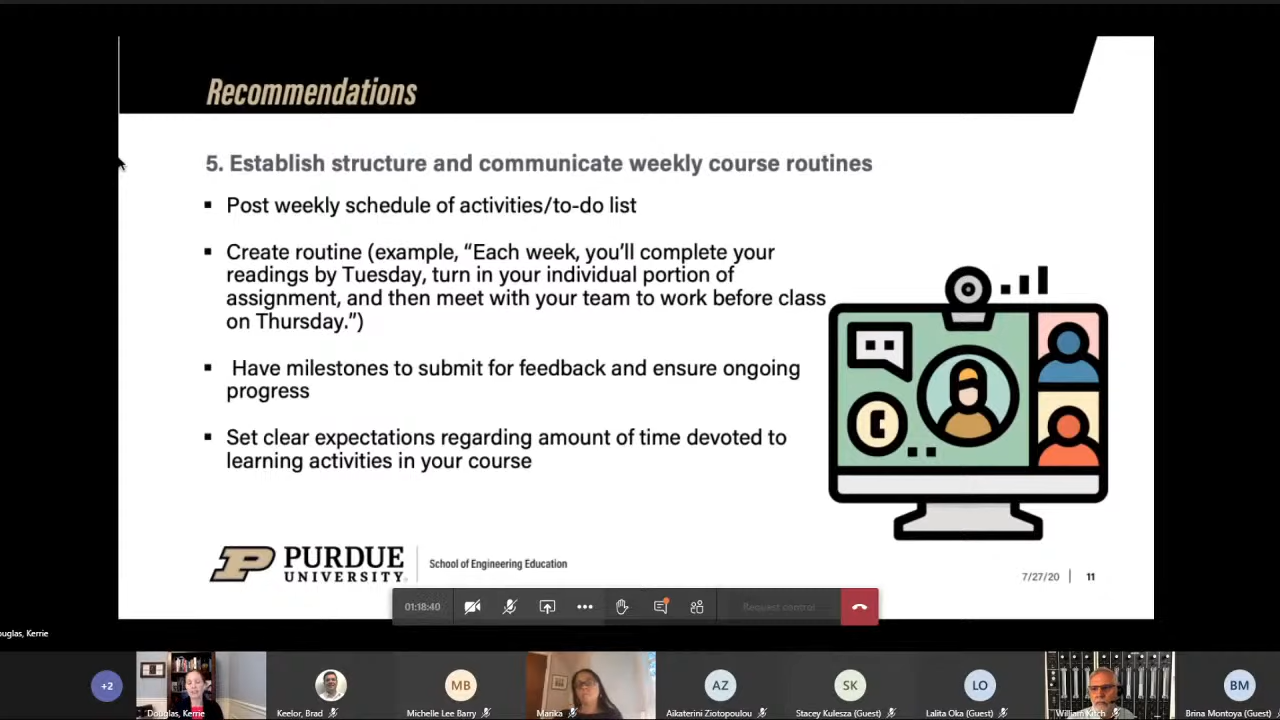 Recommendations
5. Establish structure and communicate weekly course routines
▪ Post weekly schedule of activities/to-do list
▪ Create routine (example, “Each week, you’ll complete your
readings by Tuesday, turn in your individual portion of
assignment, and then meet with your team to work before class
on Thursday.”)
▪ Have milestones to submit for feedback and ensure ongoing
progress
▪ Set clear expectations regarding amount of time devoted to
learning activities in your course
PURDUE
UNIVERSITY®
School of Engineering Education
7/27/20 | 11
01:18:40
Request control
ouglas, Kerrie
+2
Douglas, Kerrie
Keelor, Brad
MB
Michelle Lee Barry
Marika
AZ
Aikaterini Ziotopoulou
SK
Stacey Kulesza (Guest)
LO
Lalita Oka (Guest)
William Kitch
BM
Brina Montoya (Guest)